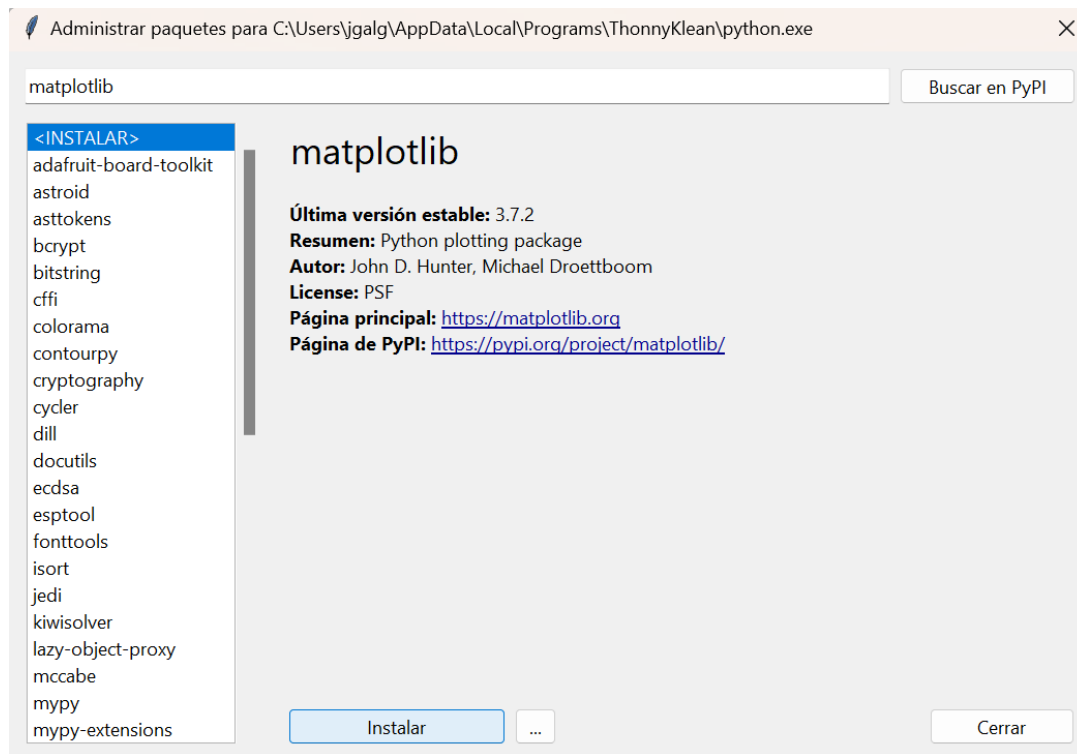 Administrar paquetes para C:\Users\jgalg\AppData\Local\Programs\ThonnyKlean\python.exe
matplotlib
Buscar en PyPI
<INSTALAR>
adafruit-board-toolkit
astroid
asttokens
bcrypt
bitstring
cffi
colorama
contourpy
cryptography
cycler
dill
docutils
ecdsa
esptool
fonttools
isort
jedi
kiwisolver
lazy-object-proxy
mccabe
mypy
mypy-extensions
matplotlib
Última versión estable: 3.7.2
Resumen: Python plotting package
Autor: John D. Hunter, Michael Droettboom
License: PSF
Página principal: https://matplotlib.org
Página de PyPI: https://pypi.org/project/matplotlib/
Instalar
...
Cerrar